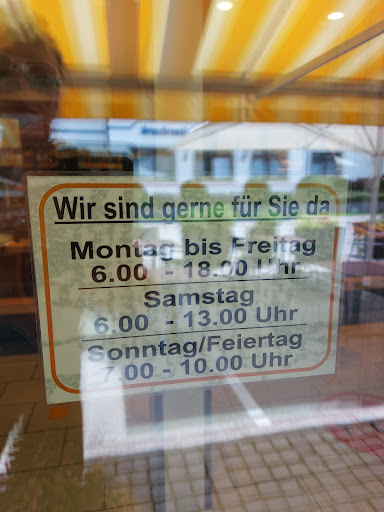 Wir sind gerne für Sie da
Montag bis Freitag
6.00 - 18.00 Uhr
Samstag
6.00 - 13.00 Uhr
Sonntag/Feiertag
7.00 - 10.00 Uhr